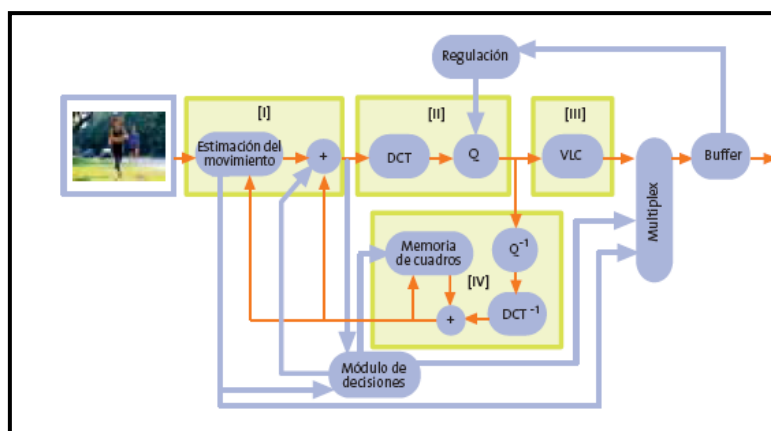 Regulación
[I]
[II]
[III]
Estimación del
movimiento
+
DCT
Q
VLC
Multiplex
Buffer
Memoria
de cuadros
Q⁻¹
[IV]
+
DCT ⁻¹
Módulo de
decisiones